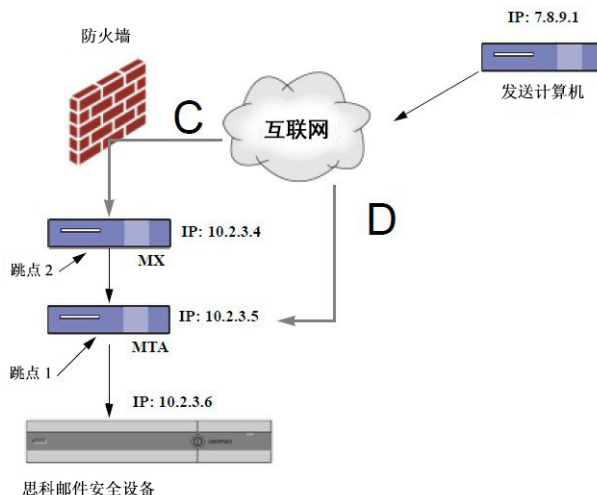 IP: 7.8.9.1
防火墙
发送计算机
C
互联网
D
IP: 10.2.3.4
跳点 2
MX
IP: 10.2.3.5
MTA
跳点 1
IP: 10.2.3.6
思科邮件安全设备